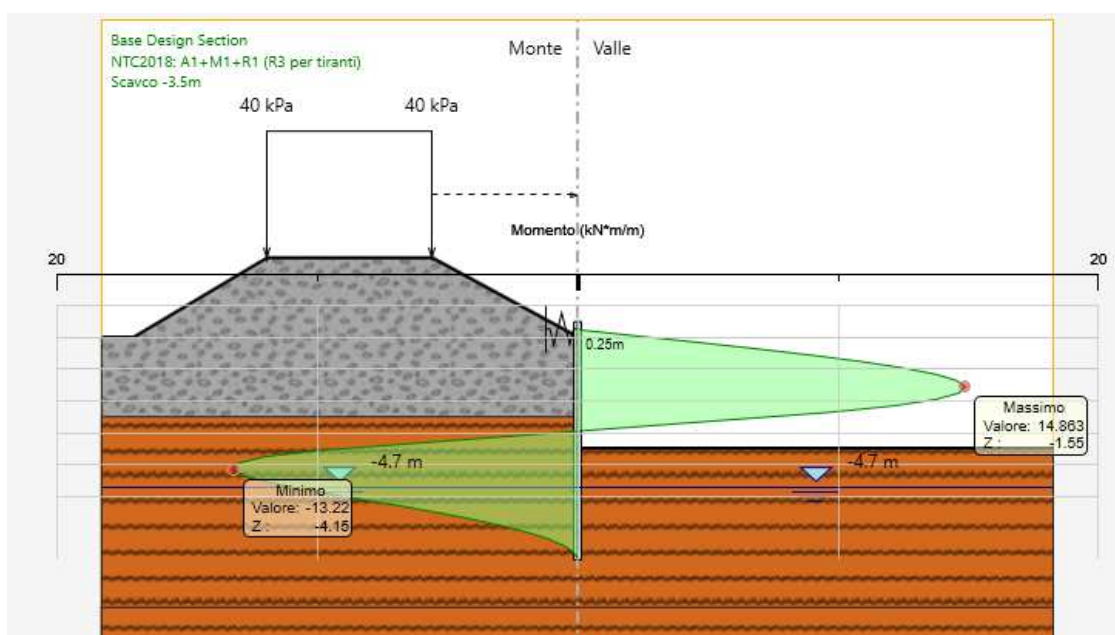 Base Design Section
NTC2018: A1+M1+R1 (R3 per tiranti)
Scavco -3.5m
Monte
Valle
40 kPa
40 kPa
Momento (kN*m/m)
20
20
0.25m
Massimo
Valore: 14.863
Z : -1.55
-4.7 m
-4.7 m
Minimo
Valore: -13.22
Z : -4.15